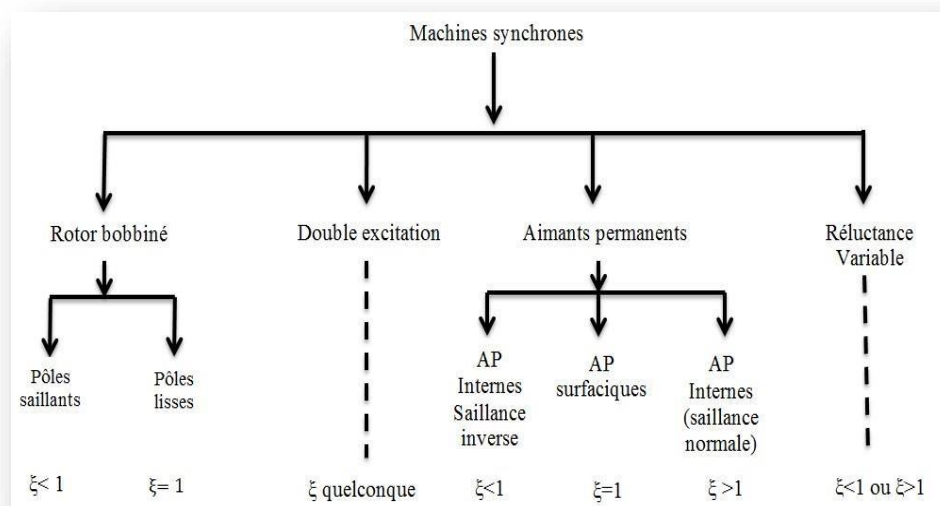 Machines synchrones
Rotor bobbiné
Double excitation
Aimants permanents
Réluctance
Variable
Pôles
saillants
Pôles
lisses
AP
Internes
Saillance
inverse
AP
surfaciques
AP
Internes
(saillance
normale)
ξ< 1
ξ= 1
ξ quelconque
ξ<1
ξ=1
ξ >1
ξ<1 ou ξ>1